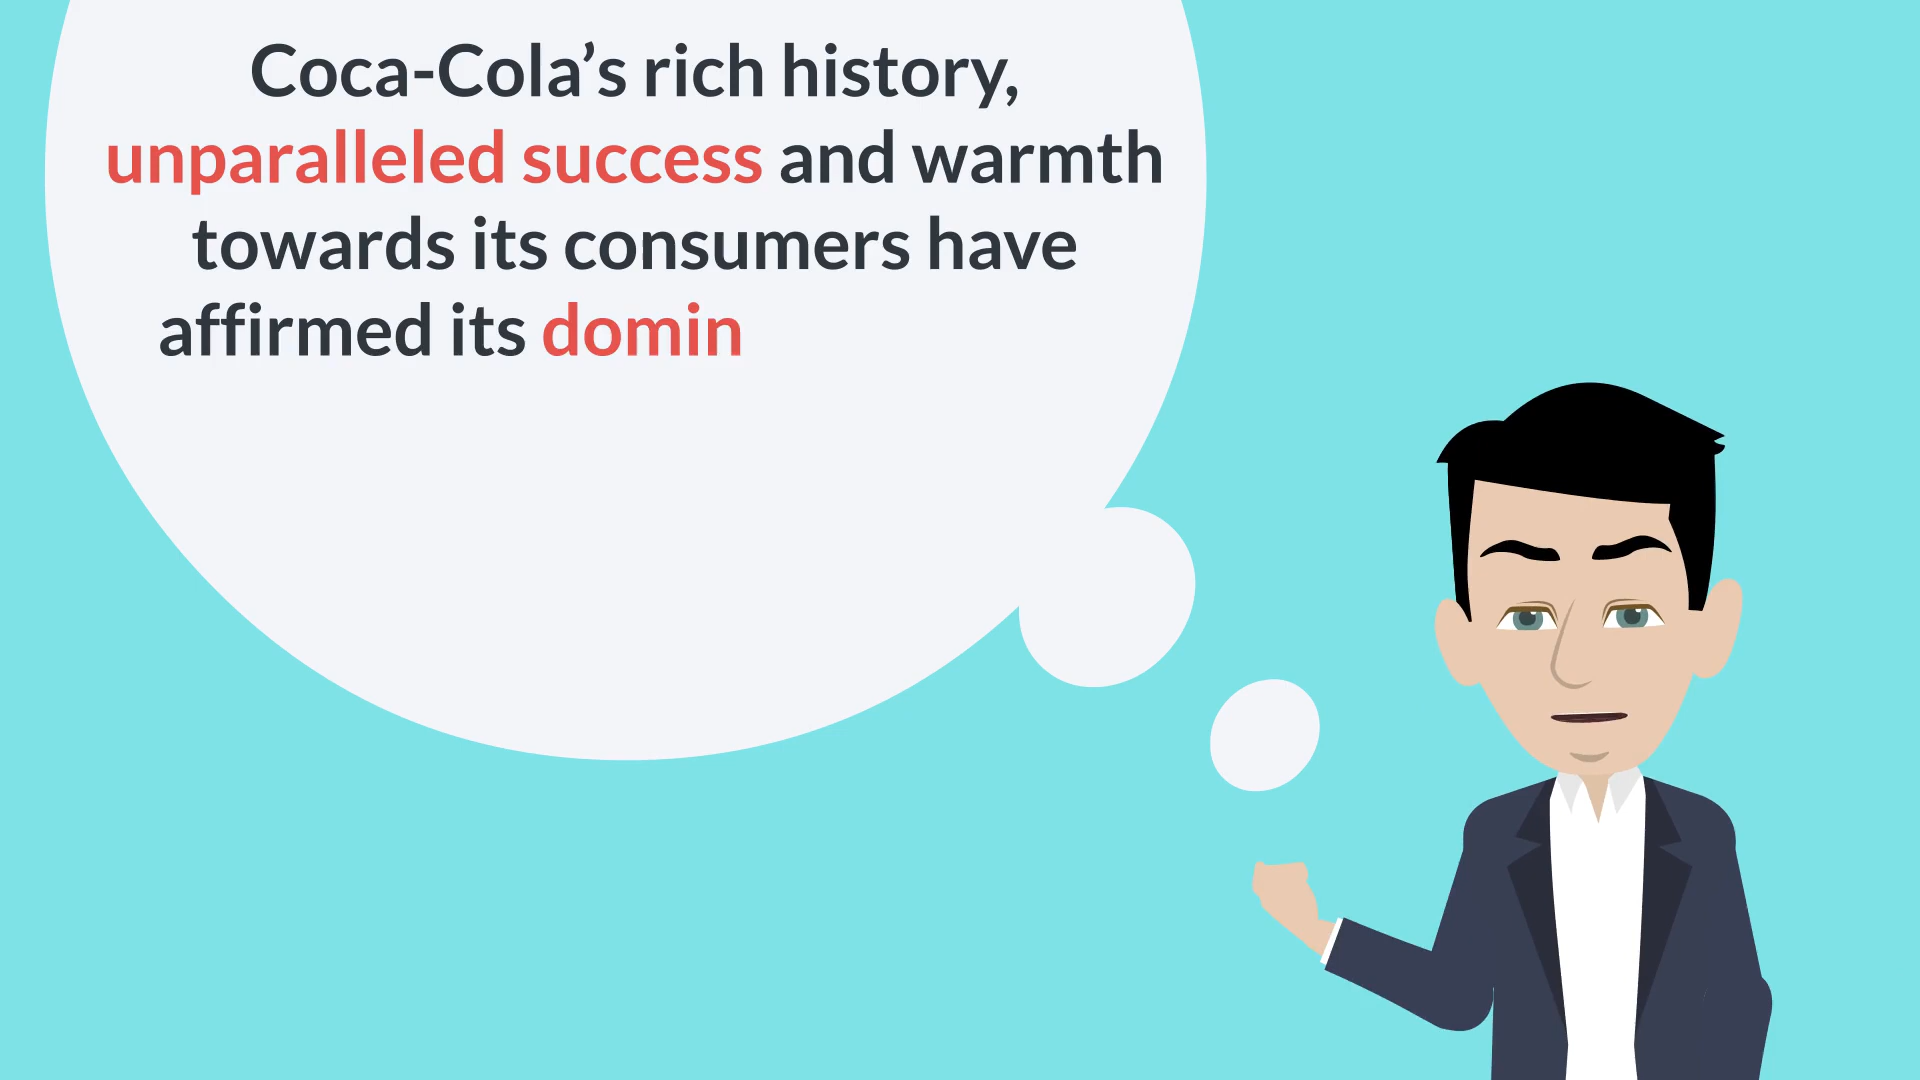 Coca-Cola’s rich history,
unparalleled success and warmth
towards its consumers have
affirmed its domin